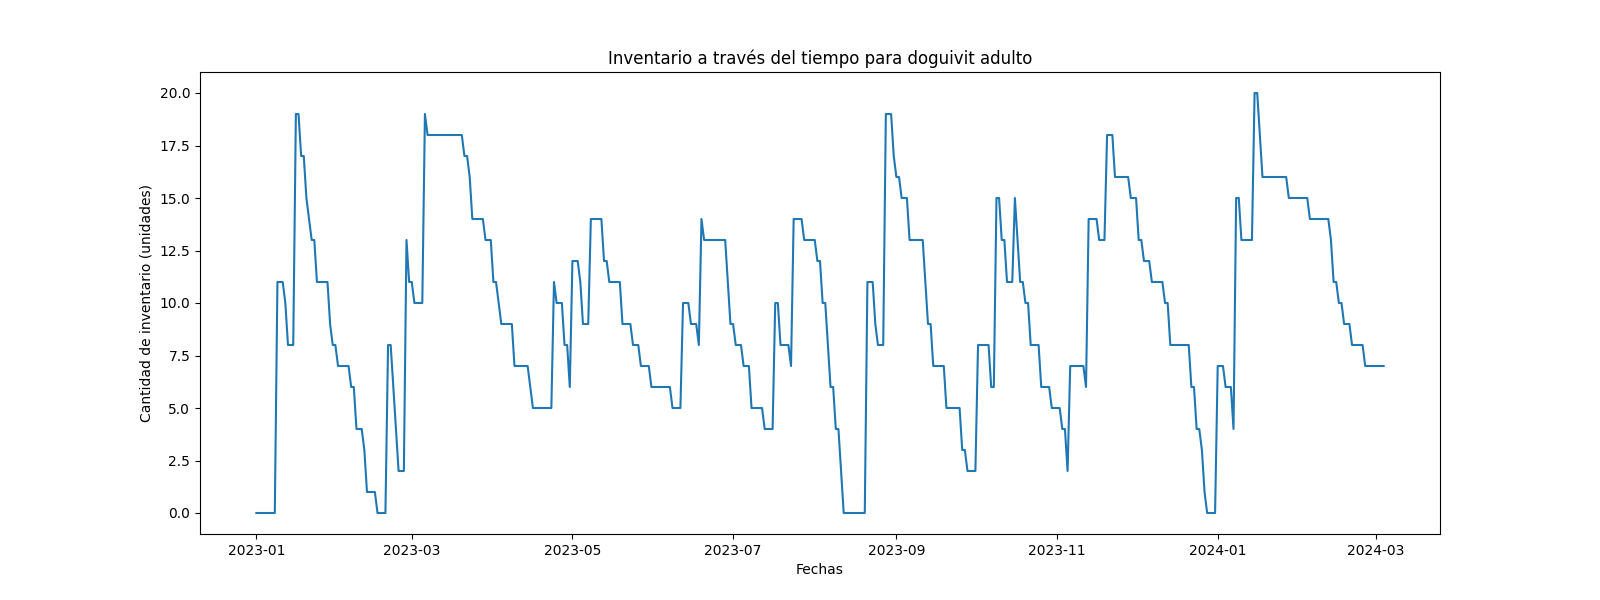 Inventario a través del tiempo para doguivit adulto
Cantidad de inventario (unidades)
20.0
17.5
15.0
12.5
10.0
7.5
5.0
2.5
0.0
2023-01 2023-03 2023-05 2023-07 2023-09 2023-11 2024-01 2024-03
Fechas